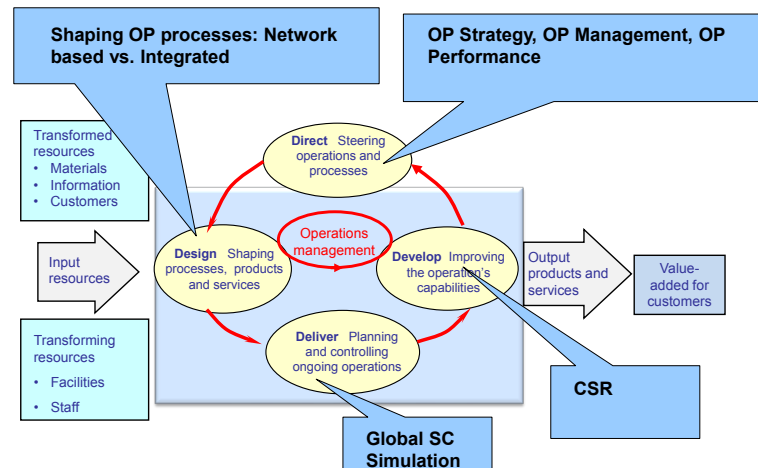 Shaping OP processes: Network
based vs. Integrated
OP Strategy, OP Management, OP
Performance
Transformed
resources
• Materials
• Information
• Customers
Direct Steering
operations and
processes
Operations
management
Input
resources
Design Shaping
processes, products
and services
Develop Improving
the operation's
capabilities
Output
products and
services
Value-
added for
customers
Transforming
resources
• Facilities
• Staff
Deliver Planning
and controlling
ongoing operations
CSR
Global SC
Simulation